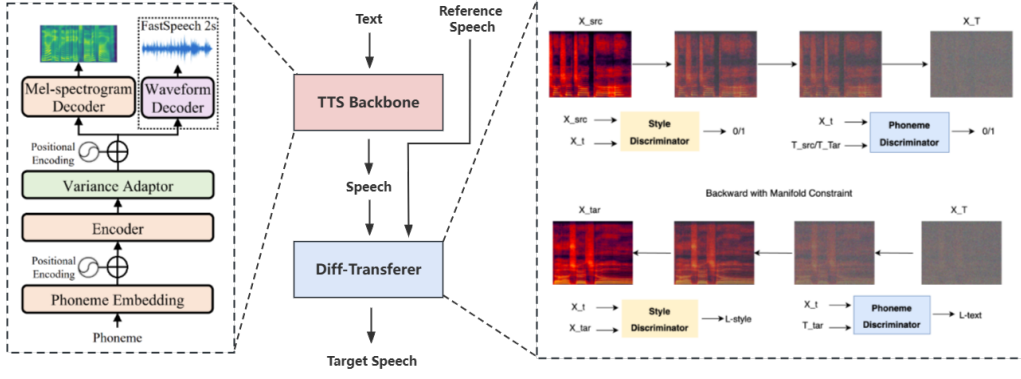 FastSpeech 2s
Mel-spectrogram
Decoder
Waveform
Decoder
Positional
Encoding
Variance Adaptor
Encoder
Positional
Encoding
Phoneme Embedding
Phoneme
Text
Reference
Speech
TTS Backbone
Speech
Diff-Transferer
Target Speech
X_src
X_T
X_src
X_t
Style
Discriminator
0/1
X_t
T_src/T_Tar
Phoneme
Discriminator
0/1
Backward with Manifold Constraint
X_tar
X_T
X_t
X_tar
Style
Discriminator
L-style
X_t
T_tar
Phoneme
Discriminator
L-text